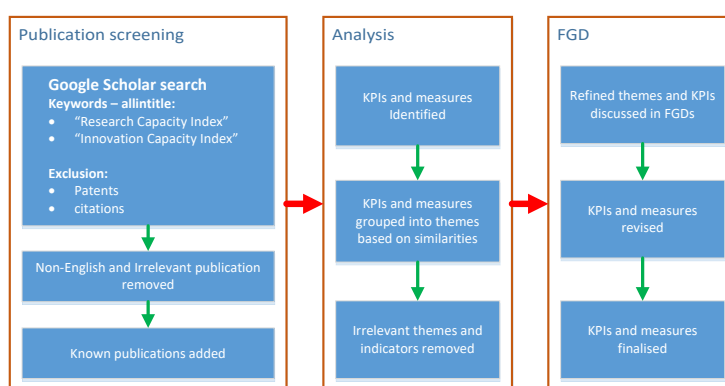 Publication screening
Google Scholar search
Keywords – allintitle:
• “Research Capacity Index”
• “Innovation Capacity Index”
Exclusion:
• Patents
• citations
Non-English and Irrelevant publication
removed
Known publications added
Analysis
KPIs and measures
Identified
KPIs and measures
grouped into themes
based on similarities
Irrelevant themes and
indicators removed
FGD
Refined themes and KPIs
discussed in FGDs
KPIs and measures
revised
KPIs and measures
finalised